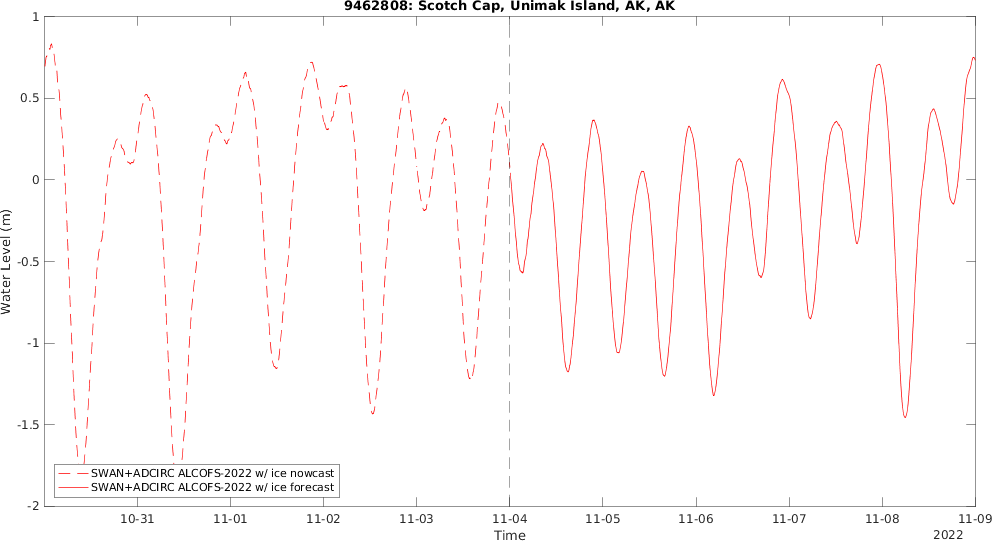 9462808: Scotch Cap, Unimak Island, AK, AK
1
0.5
0
-0.5
-1
-1.5
-2
Water Level (m)
SWAN+ADCIRC ALCOFS-2022 w/ ice nowcast
SWAN+ADCIRC ALCOFS-2022 w/ ice forecast
10-31 11-01 11-02 11-03 11-04 11-05 11-06 11-07 11-08 11-09
Time
2022